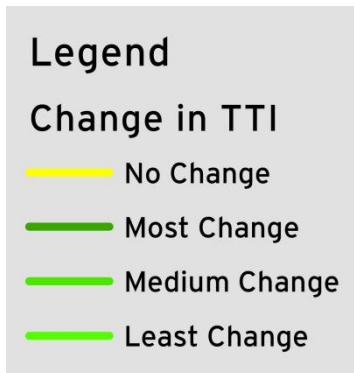 Legend
Change in TTI
No Change
Most Change
Medium Change
Least Change